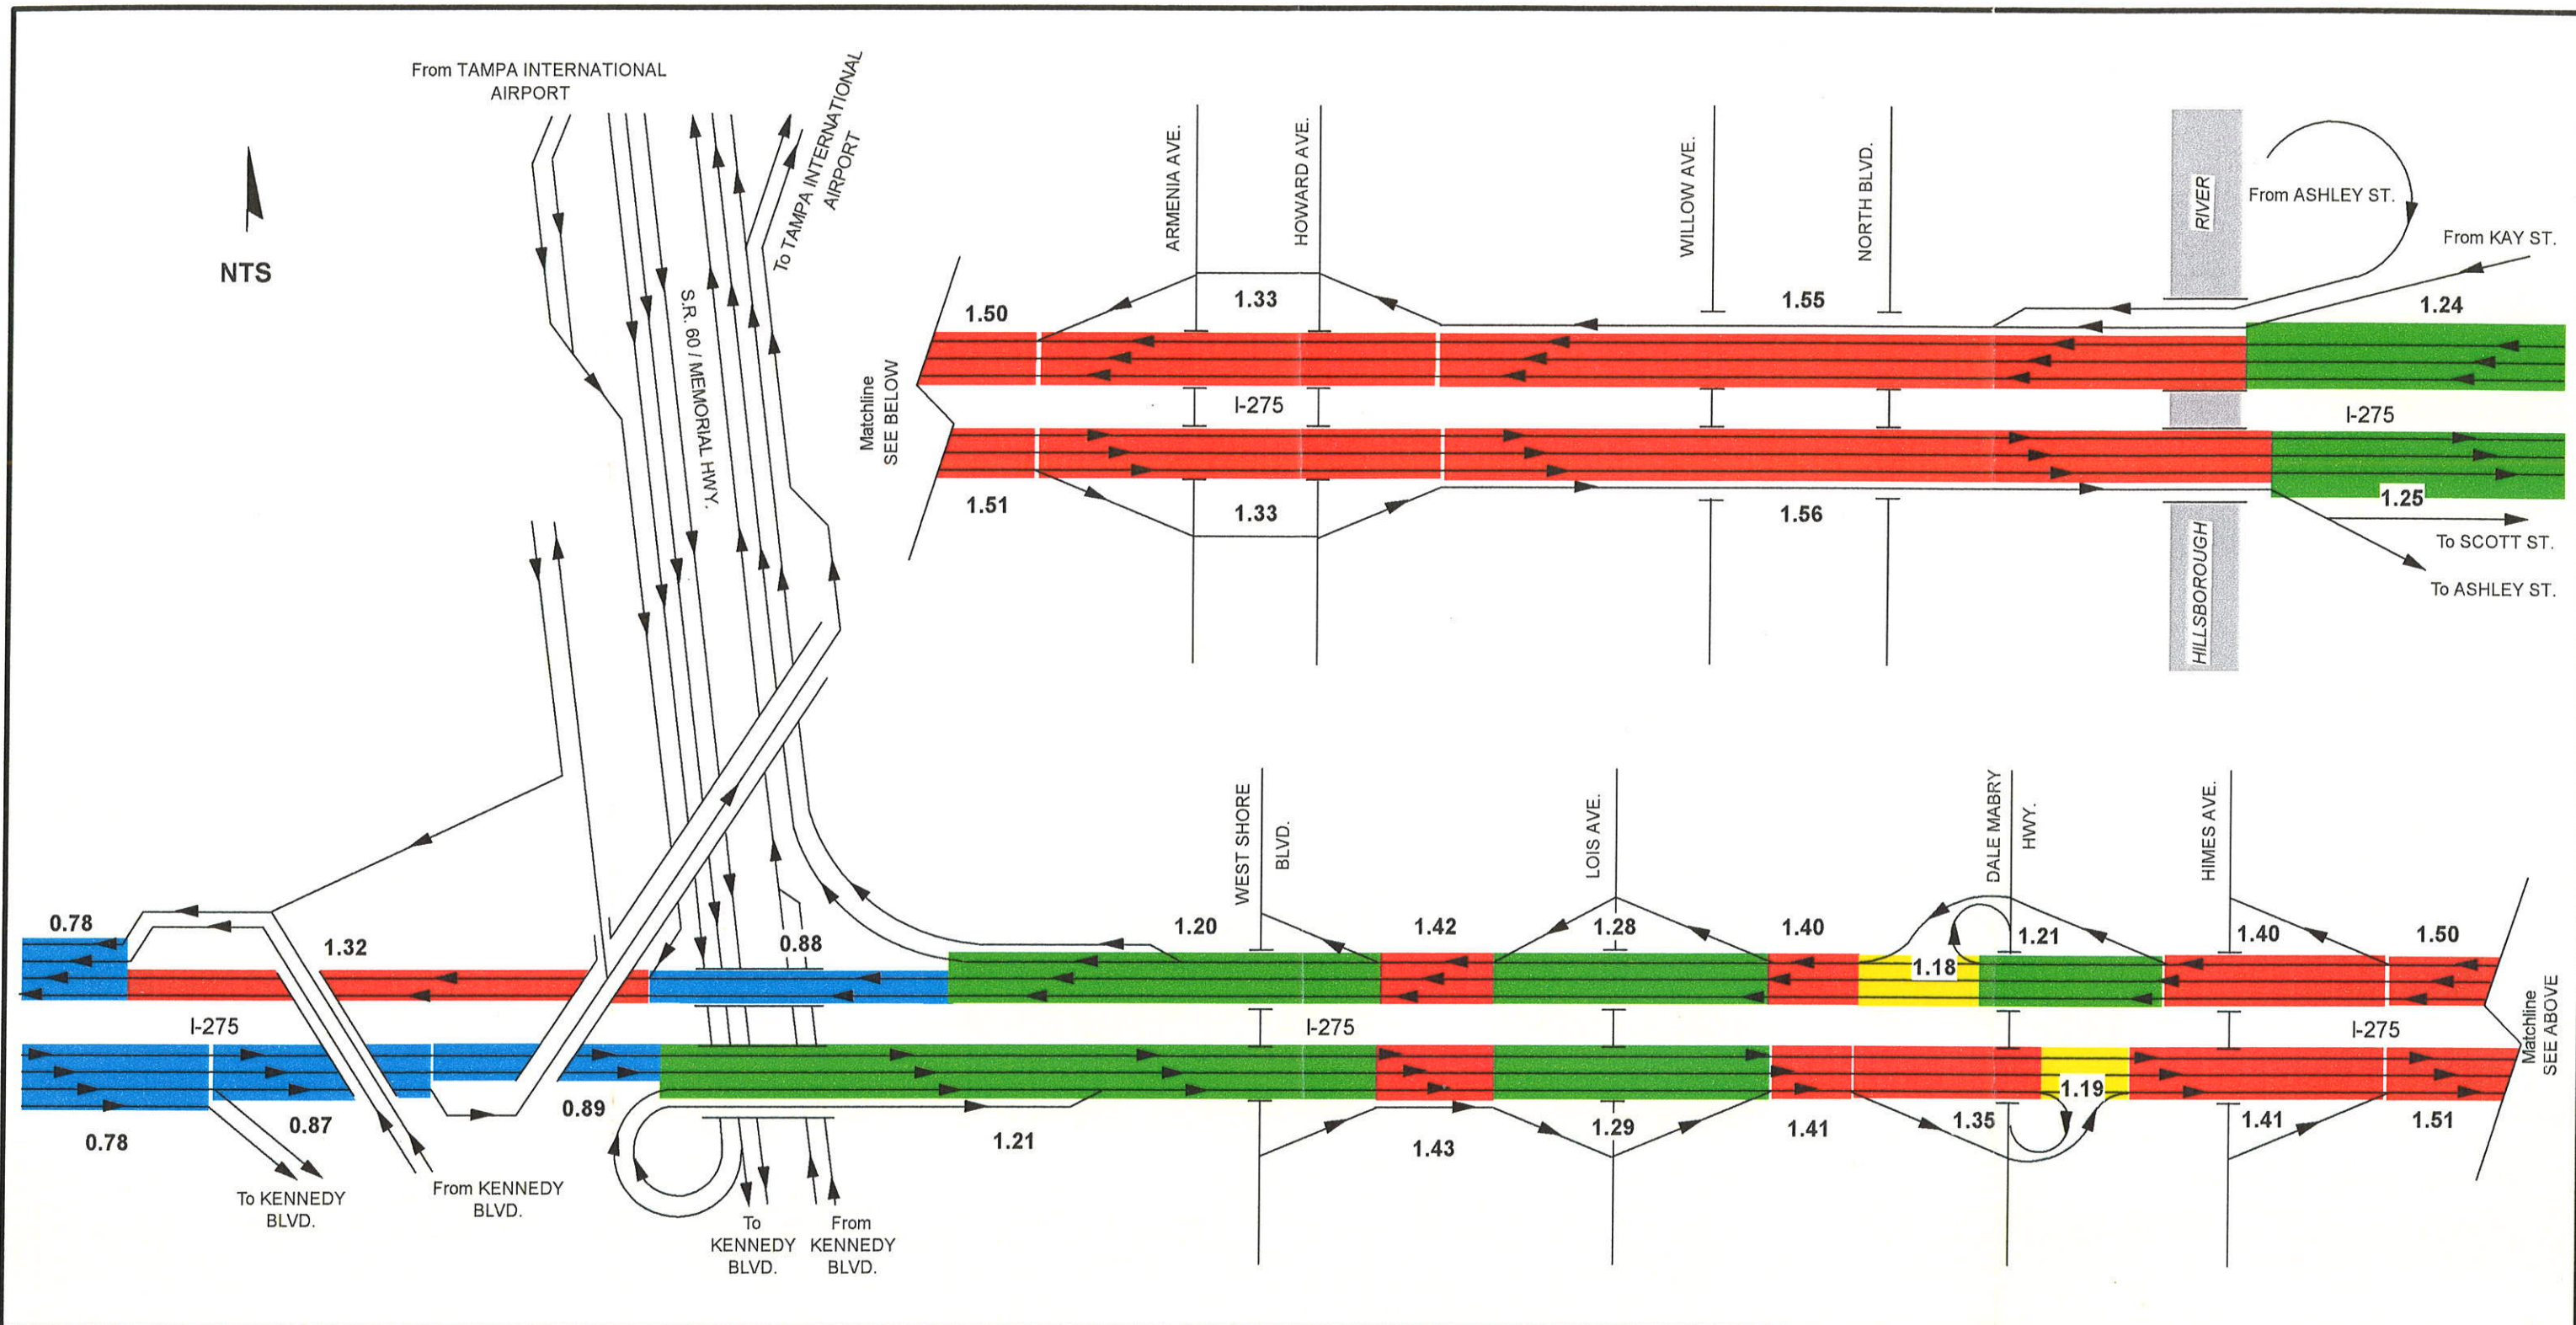 From TAMPA INTERNATIONAL
AIRPORT
To TAMPA INTERNATIONAL
AIRPORT
NTS
S.R. 60 / MEMORIAL HWY.
ARMENIA AVE.
HOWARD AVE.
WILLOW AVE.
NORTH BLVD.
RIVER
From ASHLEY ST.
From KAY ST.
1.50
1.33
1.55
1.24
Matchline
SEE BELOW
I-275
I-275
1.51
1.33
1.56
1.25
To SCOTT ST.
To ASHLEY ST.
HILLSBOROUGH
WEST SHORE
BLVD.
LOIS AVE.
DALE MABRY
HWY.
HIMES AVE.
0.78
1.32
0.88
1.20
1.42
1.28
1.40
1.18
1.21
1.40
1.50
I-275
I-275
I-275
Matchline
SEE ABOVE
0.78
0.87
0.89
1.21
1.43
1.29
1.41
1.35
1.19
1.41
1.51
To KENNEDY
BLVD.
From KENNEDY
BLVD.
To
KENNEDY
BLVD.
From
KENNEDY
BLVD.